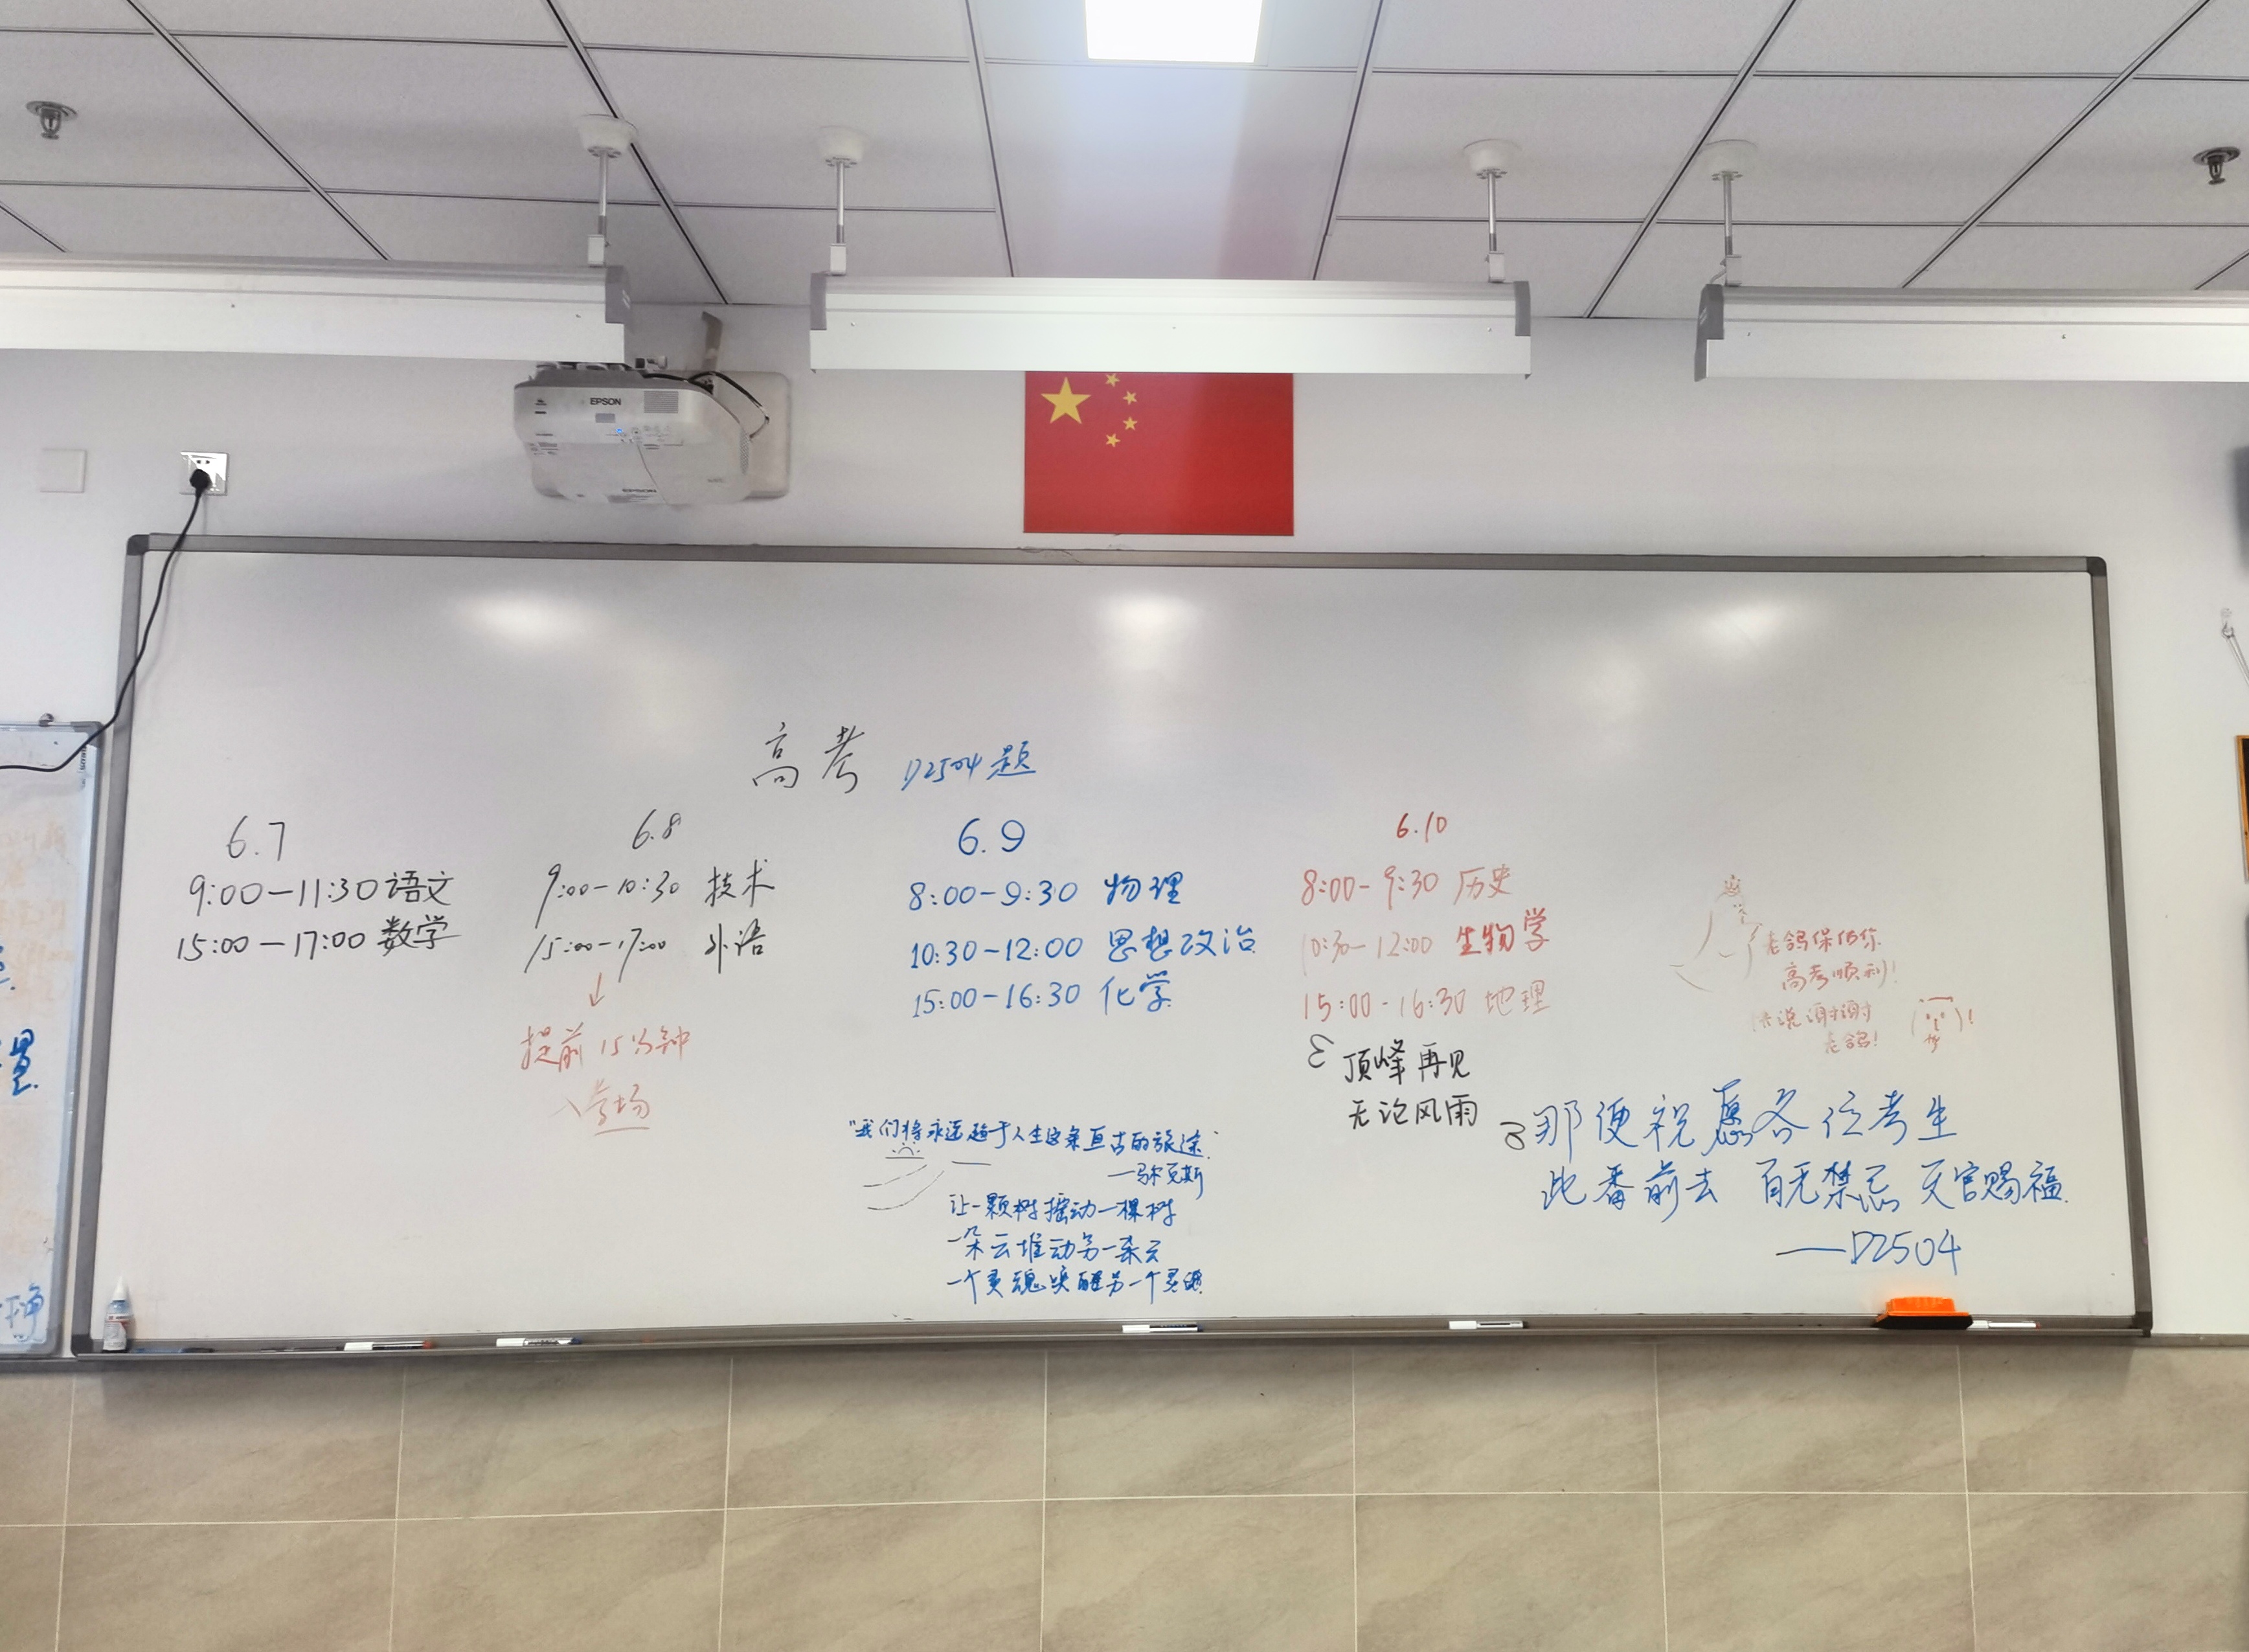 EPSON
EPSON
高考 D2504题
6.7
9:00-11:30 语文
15:00-17:00 数学
6.8
9:00-10:30 技术
15:00-17:00 外语
提前15分钟
入考场
6.9
8:00-9:30 物理
10:30-12:00 思想政治
15:00-16:30 化学
6.10
8:00-9:30 历史
10:30-12:00 生物学
15:00-16:30 地理
顶峰再见
无论风雨
老鸽保佑你
高考顺利!
快说谢谢
老鸽!
"我们将永远趋于人生这条亘古的旅途."
—马尔克斯
让一颗树摇动一棵树
一朵云推动另一朵云
一个灵魂唤醒另一个灵魂
那便祝愿各位考生
此番前去 百无禁忌 天官赐福.
——D2504